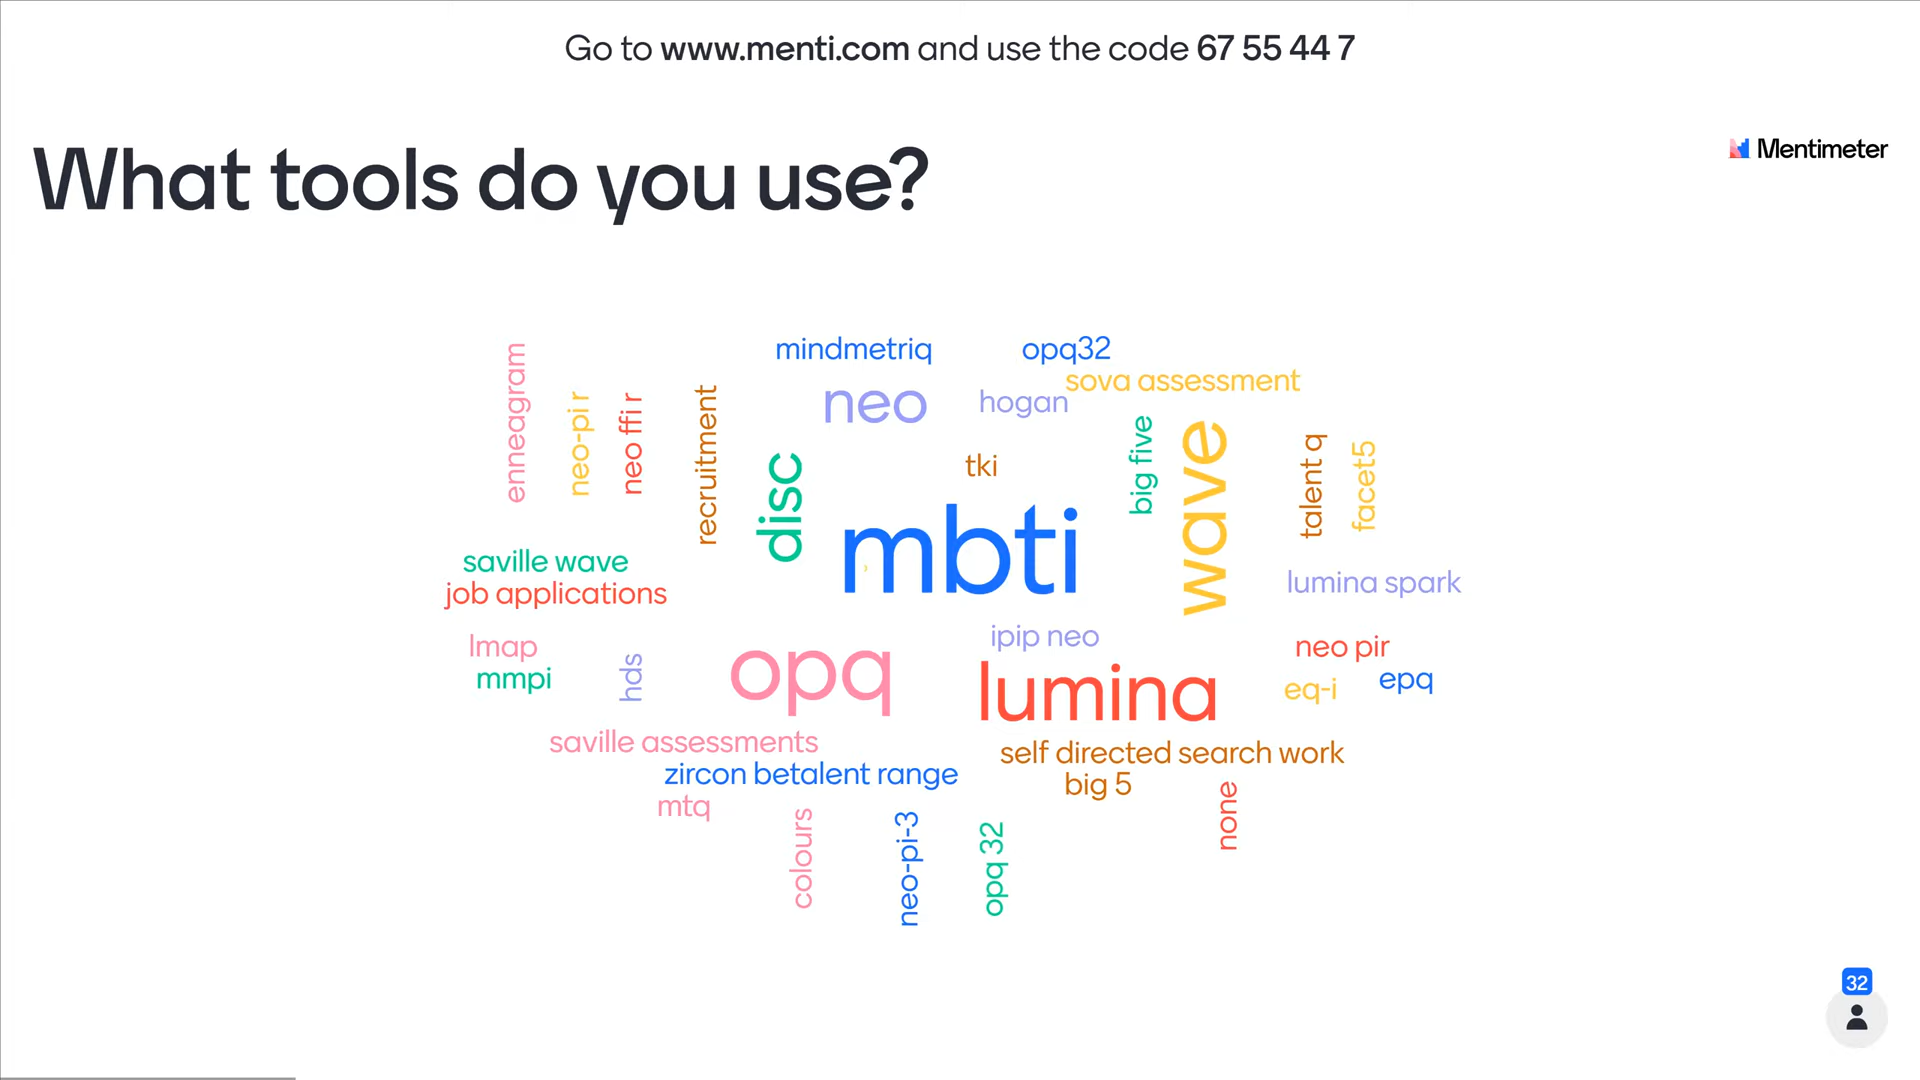 Go to www.menti.com and use the code 67 55 44 7
What tools do you use?
Mentimeter
mindmetriq
opq32
sova assessment
enneagram
neo-pi r
neo ffi r
recruitment
neo
hogan
disc
tki
big five
wave
talent q
facet5
mbti
saville wave
job applications
lumina spark
lmap
mmpi
hds
opq
ipip neo
lumina
neo pir
eq-i
epq
saville assessments
self directed search work
zircon betalent range
big 5
mtq
colours
neo-pi-3
opq 32
none
32